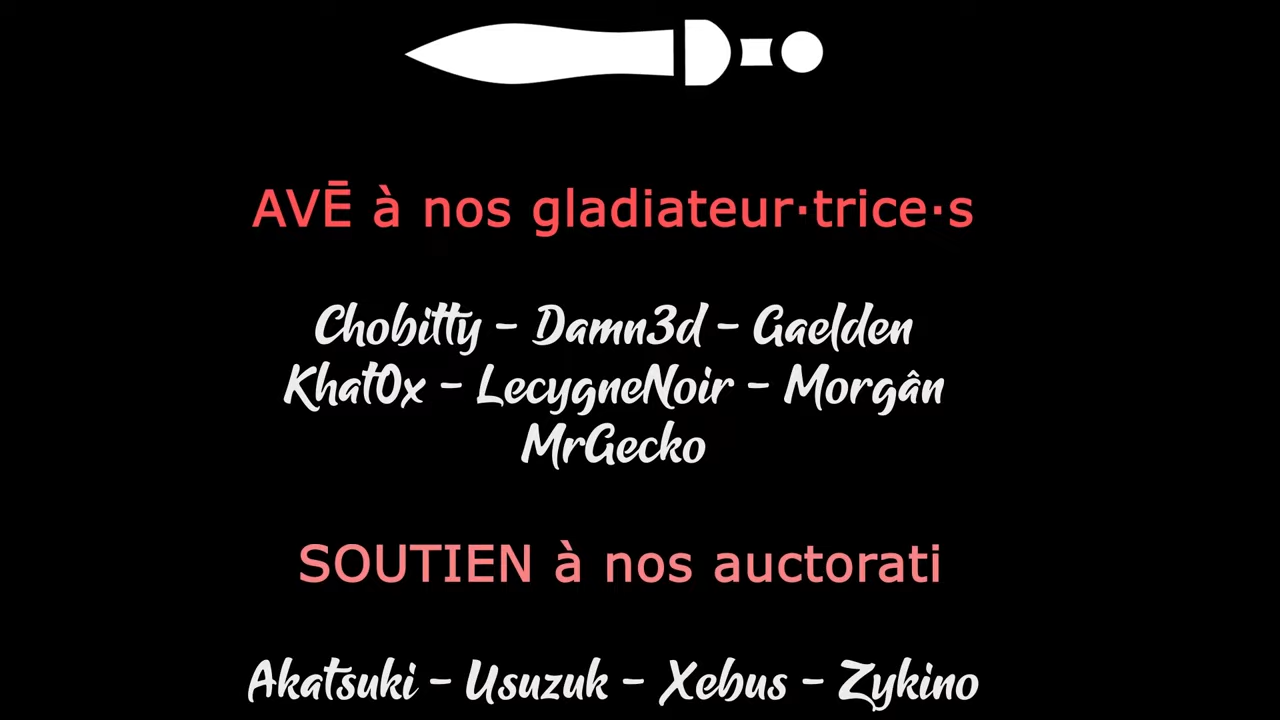 AVĒ à nos gladiateur·trice·s
Chobitty - Damn3d - Gaelden
Khat0x - LecygneNoir - Morgân
MrGecko
SOUTIEN à nos auctorati
Akatsuki - Usuzuk - Xebus - Zykino